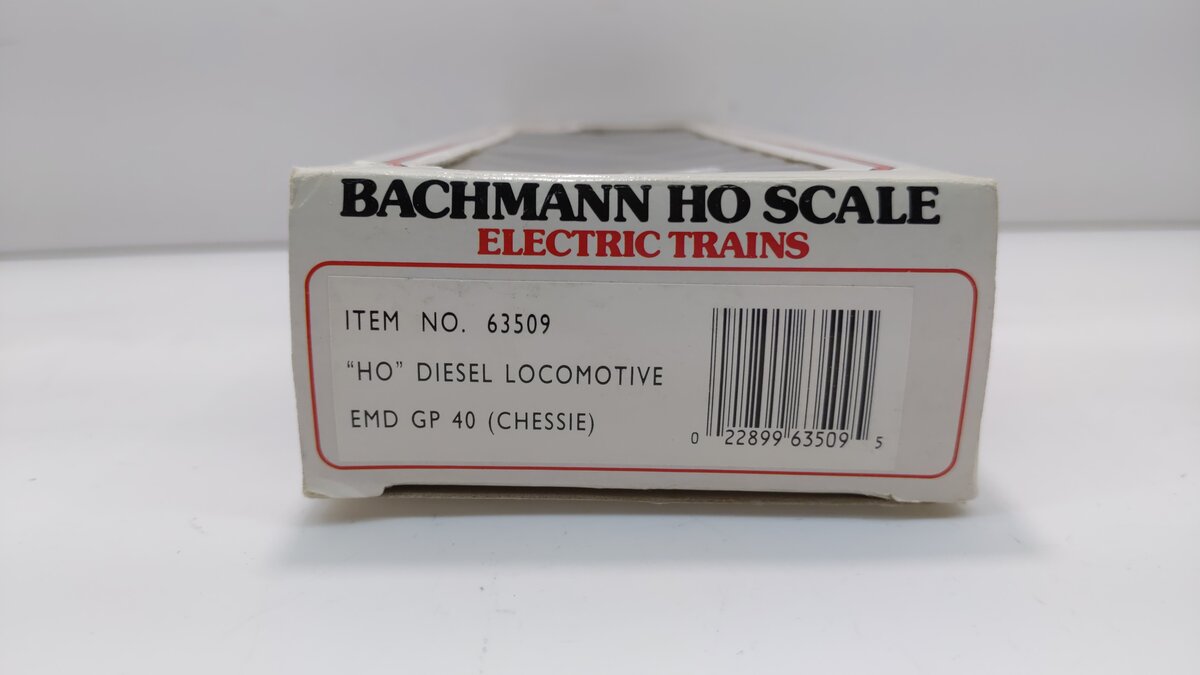 BACHMANN HO SCALE
ELECTRIC TRAINS
ITEM NO. 63509
“HO” DIESEL LOCOMOTIVE
EMD GP 40 (CHESSIE)
0 22899 63509 5